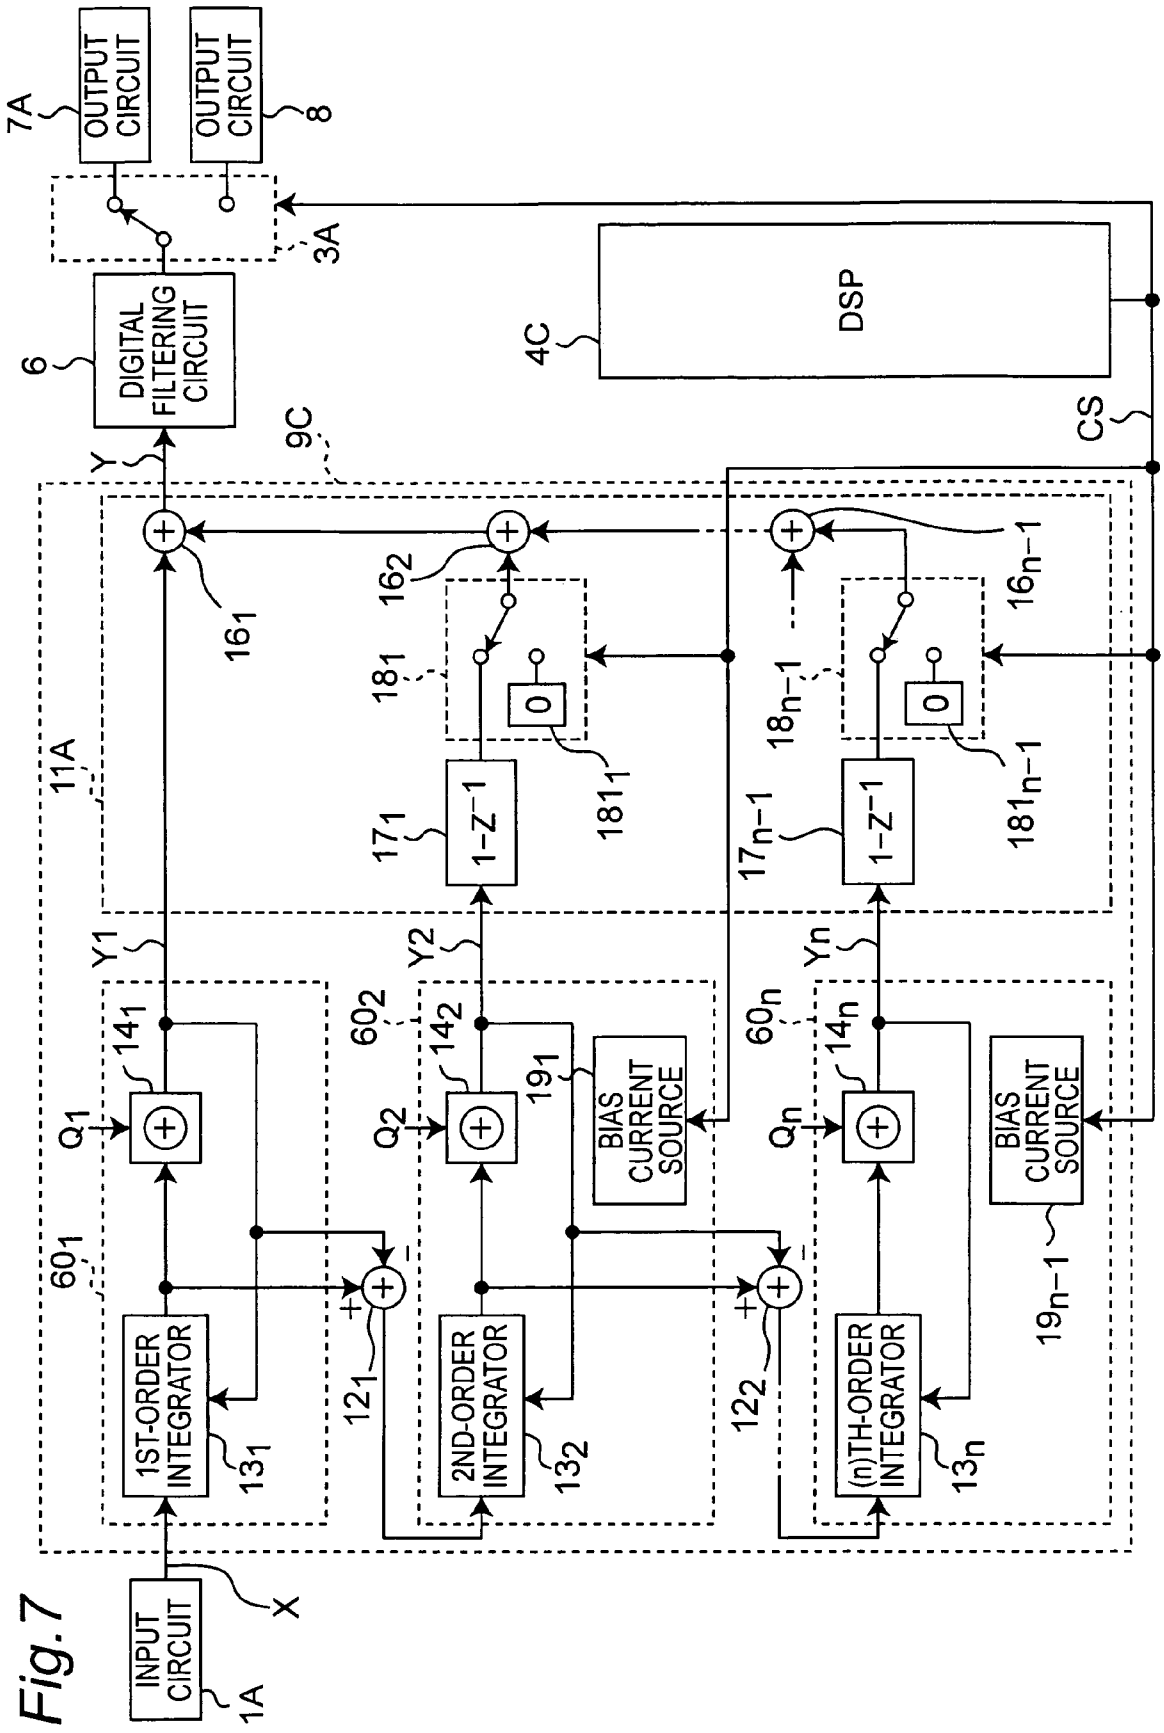 Fig.7
INPUT
CIRCUIT
1A
X
60₁
1ST-ORDER
INTEGRATOR
13₁
Q1
14₁
Y1
12₁
+
−
60₂
2ND-ORDER
INTEGRATOR
13₂
Q2
14₂
Y2
19₁
BIAS
CURRENT
SOURCE
12₂
+
−
60n
(n)TH-ORDER
INTEGRATOR
13n
Qn
14n
Yn
BIAS
CURRENT
SOURCE
19n−1
11A
16₁
17₁
1−Z⁻¹
18₁
0
181₁
16₂
17n−1
1−Z⁻¹
18n−1
0
181n−1
16n−1
9C
Y
6
DIGITAL
FILTERING
CIRCUIT
3A
7A
OUTPUT
CIRCUIT
OUTPUT
CIRCUIT
8
4C
DSP
CS